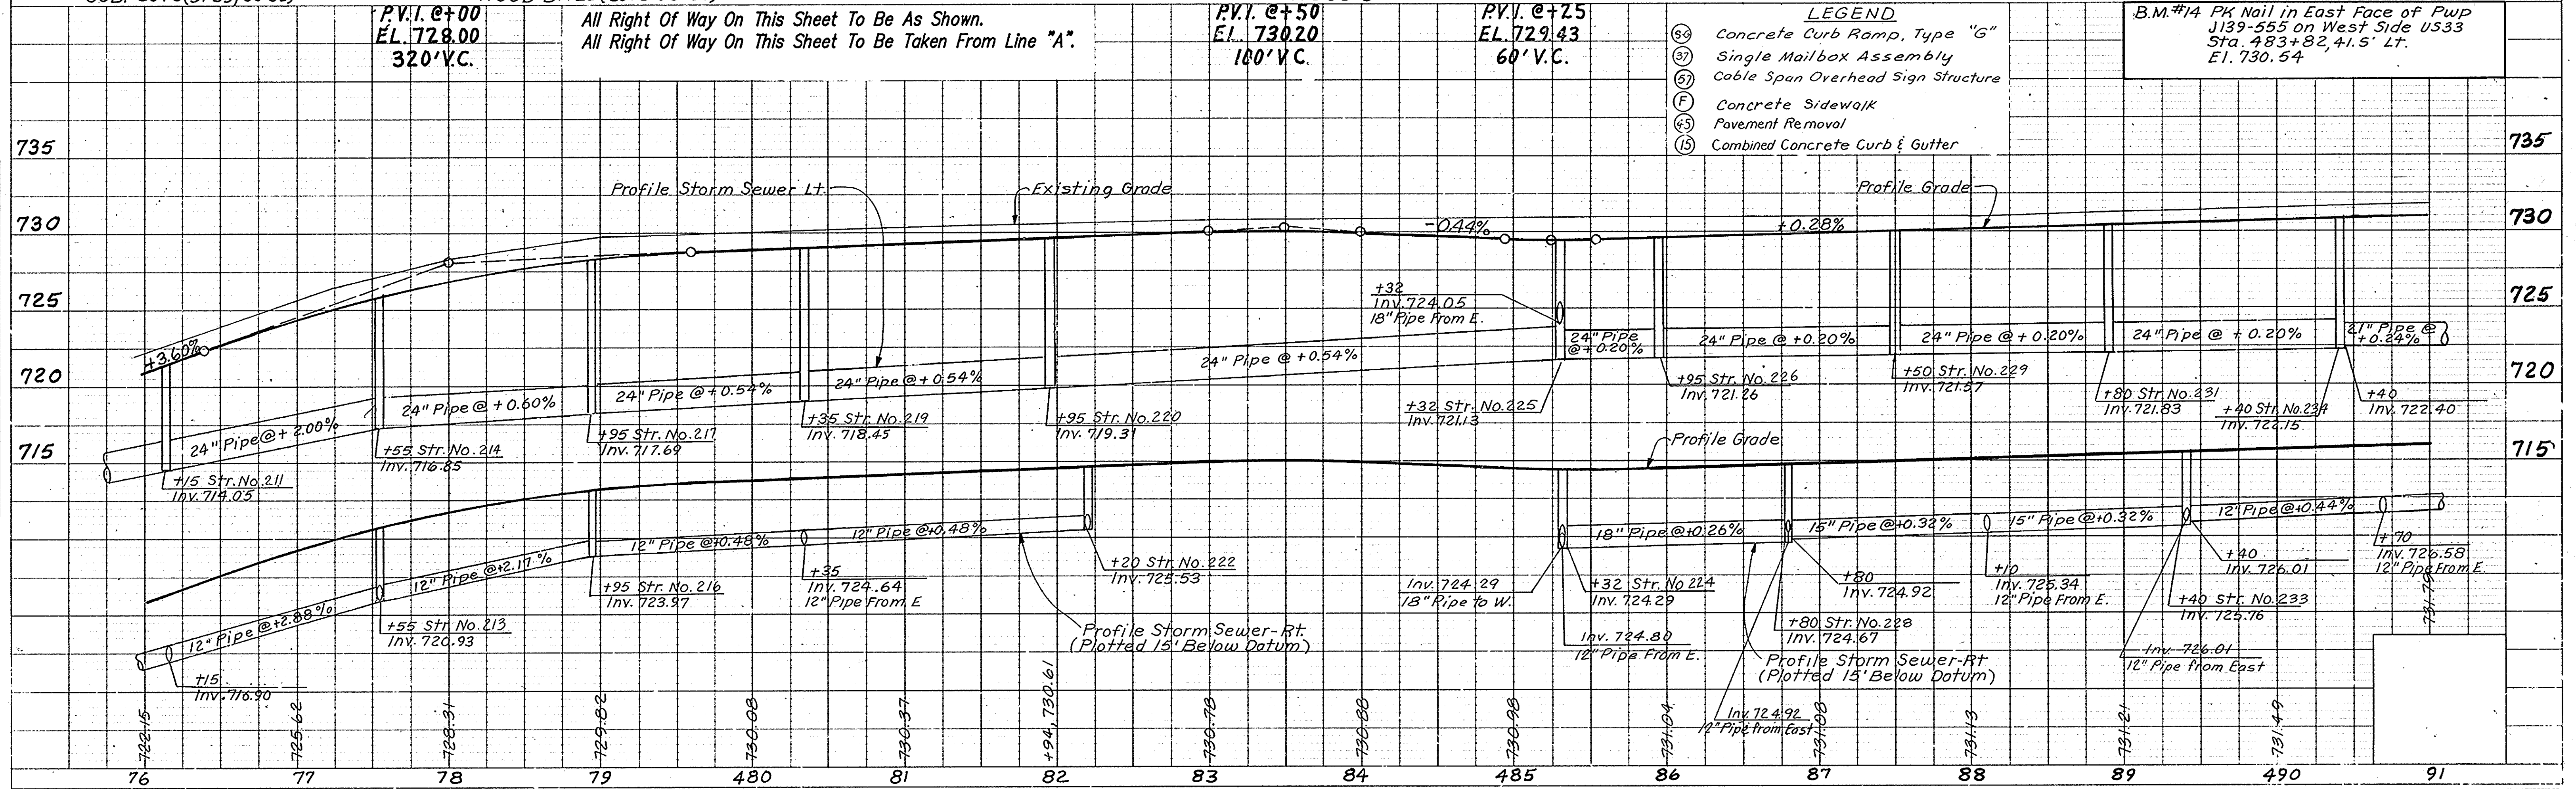 P.V.I. @+00
EL. 728.00
320' V.C.
All Right Of Way On This Sheet To Be As Shown.
All Right Of Way On This Sheet To Be Taken From Line "A".
P.V.I. @+50
El. 730.20
100' V.C.
P.V.I. @+25
EL. 729.43
60' V.C.
LEGEND
Concrete Curb Ramp, Type "G"
37 Single Mailbox Assembly
57 Cable Span Overhead Sign Structure
F Concrete Sidewalk
45 Pavement Removal
15 Combined Concrete Curb & Gutter
B.M. #14 PK Nail in East Face of Pwp
J139-555 on West Side US33
Sta. 483+82, 41.5' Lt.
El. 730.54
735
735
Profile Storm Sewer Lt.
Existing Grade
Profile Grade
730
-0.44%
+0.28%
730
725
+32
Inv. 724.05
18" Pipe From E.
725
+3.60%
24" Pipe @ +2.00%
24" Pipe @ +0.60%
24" Pipe @ +0.54%
24" Pipe @ +0.54%
24" Pipe @ +0.54%
24" Pipe
@ +0.20%
24" Pipe @ +0.20%
24" Pipe @ +0.20%
24" Pipe @ +0.20%
21" Pipe @
+0.24%
720
720
+15 Str. No. 211
Inv. 714.05
+55 Str. No. 214
Inv. 716.85
+95 Str. No. 217
Inv. 717.69
+35 Str. No. 219
Inv. 718.45
+95 Str. No. 220
Inv. 719.31
+32 Str. No. 225
Inv. 721.13
+95 Str. No. 226
Inv. 721.26
+50 Str. No. 229
Inv. 721.57
+80 Str. No. 231
Inv. 721.83
+40 Str. No. 234
Inv. 722.15
+40
Inv. 722.40
715
Profile Grade
715
12" Pipe @+2.88%
12" Pipe @+2.17%
12" Pipe @+0.48%
12" Pipe @+0.48%
18" Pipe @+0.26%
15" Pipe @+0.32%
15" Pipe @+0.32%
12" Pipe @+0.44%
+15
Inv. 716.90
+55 Str. No. 213
Inv. 720.93
+95 Str. No. 216
Inv. 723.97
+35
Inv. 724.64
12" Pipe From E
+20 Str. No. 222
Inv. 725.53
Profile Storm Sewer-Rt.
(Plotted 15' Below Datum)
Inv. 724.29
18" Pipe to W.
+32 Str. No 224
Inv. 724.29
Inv. 724.80
12" Pipe From E.
+80
Inv. 724.92
+80 Str. No. 228
Inv. 724.67
Profile Storm Sewer-Rt
(Plotted 15' Below Datum)
Inv. 724.92
12" Pipe from East
+10
Inv. 725.34
12" Pipe From E.
+40
Inv. 726.01
+40 Str. No. 233
Inv. 725.76
Inv. 726.01
12" Pipe from East
+70
Inv. 726.58
12" Pipe From E.
722.15
725.62
728.31
729.82
730.08
730.37
+94, 730.61
730.78
730.88
730.98
731.04
731.08
731.13
731.21
731.49
731.79
76 77 78 79 480 81 82 83 84 485 86 87 88 89 490 91